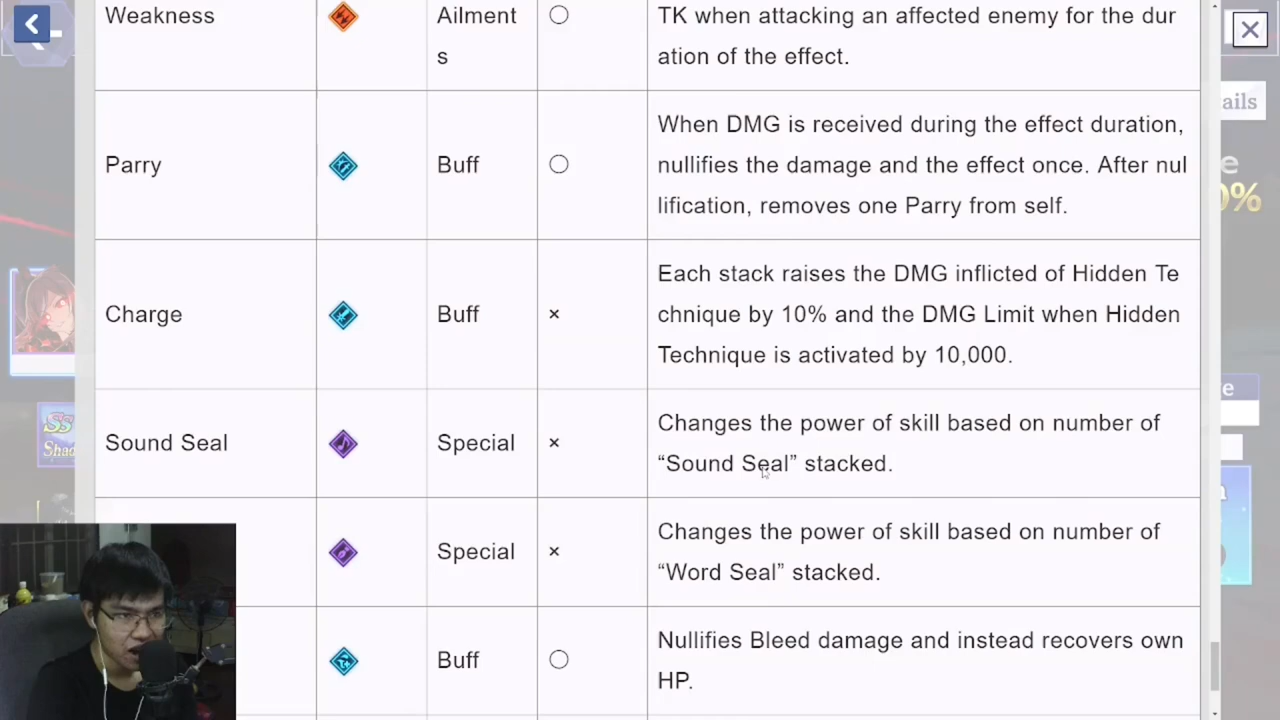 Weakness
Ailment
s
○
TK when attacking an affected enemy for the dur
ation of the effect.
ails
Parry
Buff
○
When DMG is received during the effect duration,
nullifies the damage and the effect once. After nul
lification, removes one Parry from self.
e
0%
Charge
Buff
×
Each stack raises the DMG inflicted of Hidden Te
chnique by 10% and the DMG Limit when Hidden
Technique is activated by 10,000.
e
SS
Shad
Sound Seal
Special
×
Changes the power of skill based on number of
“Sound Seal” stacked.
Special
×
Changes the power of skill based on number of
“Word Seal” stacked.
Buff
○
Nullifies Bleed damage and instead recovers own
HP.